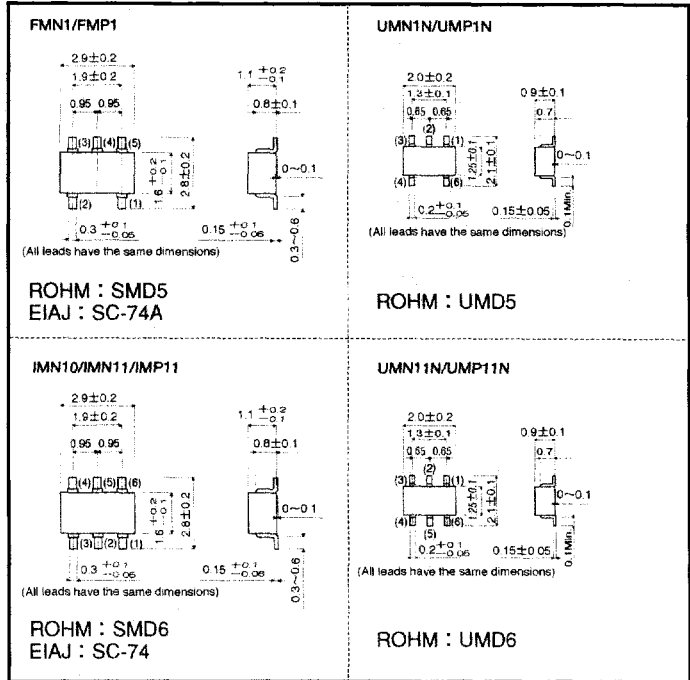 FMN1/FMP1
2.9±0.2
1.9±0.2
0.95 0.95
(3) (4) (5)
(2) (1)
1.6 +0.2 −0.1
2.8±0.2
0.3 +0.1 −0.05
1.1 +0.2 −0.1
0.8±0.1
0~0.1
0.15 +0.1 −0.06
0.3~0.6
(All leads have the same dimensions)
ROHM : SMD5
EIAJ : SC-74A
UMN1N/UMP1N
2.0±0.2
1.3±0.1
0.65 0.65
(2)
(3) (1)
(4) (6)
1.25±0.1
2.1±0.1
0.2 +0.1 −0.05
0.9±0.1
0.7
0~0.1
0.15±0.05
0.1Min.
(All leads have the same dimensions)
ROHM : UMD5
IMN10/IMN11/IMP11
2.9±0.2
1.9±0.2
0.95 0.95
(4) (5) (6)
(3) (2) (1)
1.6 +0.2 −0.1
2.8±0.2
0.3 +0.1 −0.05
1.1 +0.2 −0.1
0.8±0.1
0~0.1
0.15 +0.1 −0.06
0.3~0.6
(All leads have the same dimensions)
ROHM : SMD6
EIAJ : SC-74
UMN11N/UMP11N
2.0±0.2
1.3±0.1
0.65 0.65
(2)
(3) (1)
(4) (6)
(5)
1.25±0.1
2.1±0.1
0.2 +0.1 −0.05
0.9±0.1
0.7
0~0.1
0.15±0.05
0.1Min.
(All leads have the same dimensions)
ROHM : UMD6